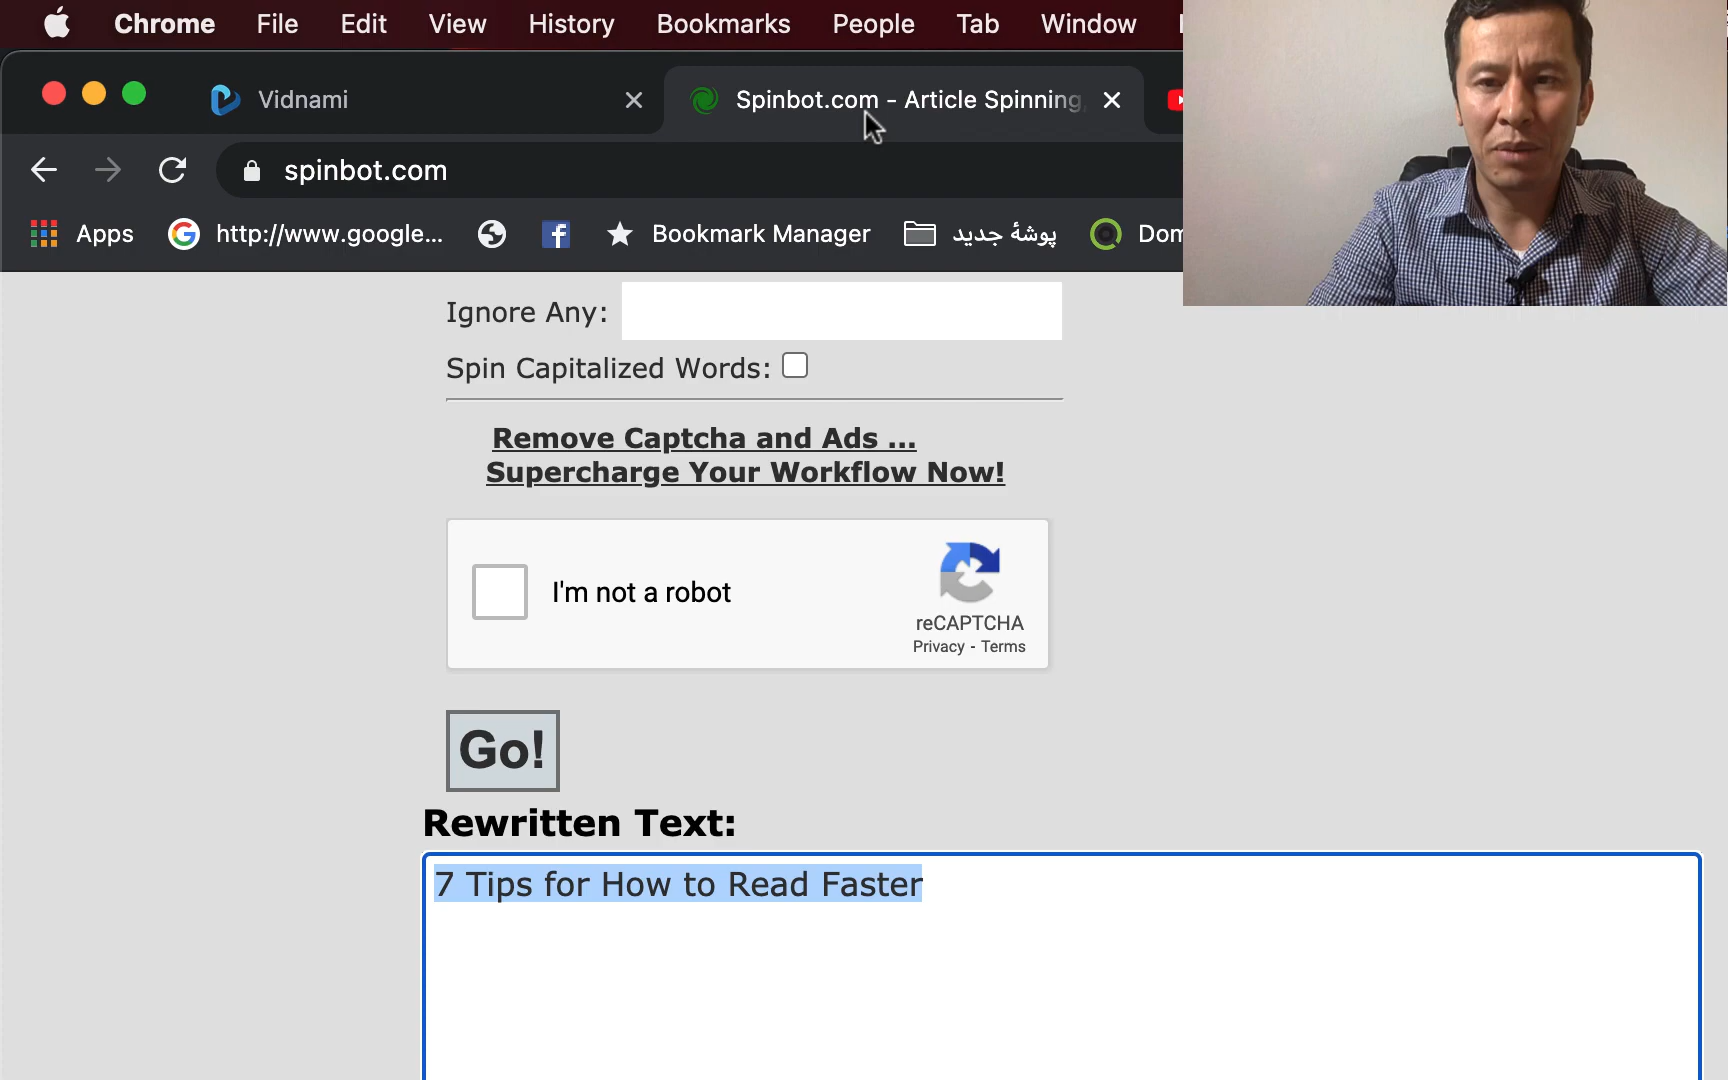 Chrome File Edit View History Bookmarks People Tab Window
Vidnami
Spinbot.com - Article Spinning,
spinbot.com
Apps http://www.google... Bookmark Manager پوشهٔ جدید Dom
Ignore Any:
Spin Capitalized Words:
Remove Captcha and Ads ...
Supercharge Your Workflow Now!
I'm not a robot
reCAPTCHA
Privacy - Terms
Go!
Rewritten Text:
7 Tips for How to Read Faster